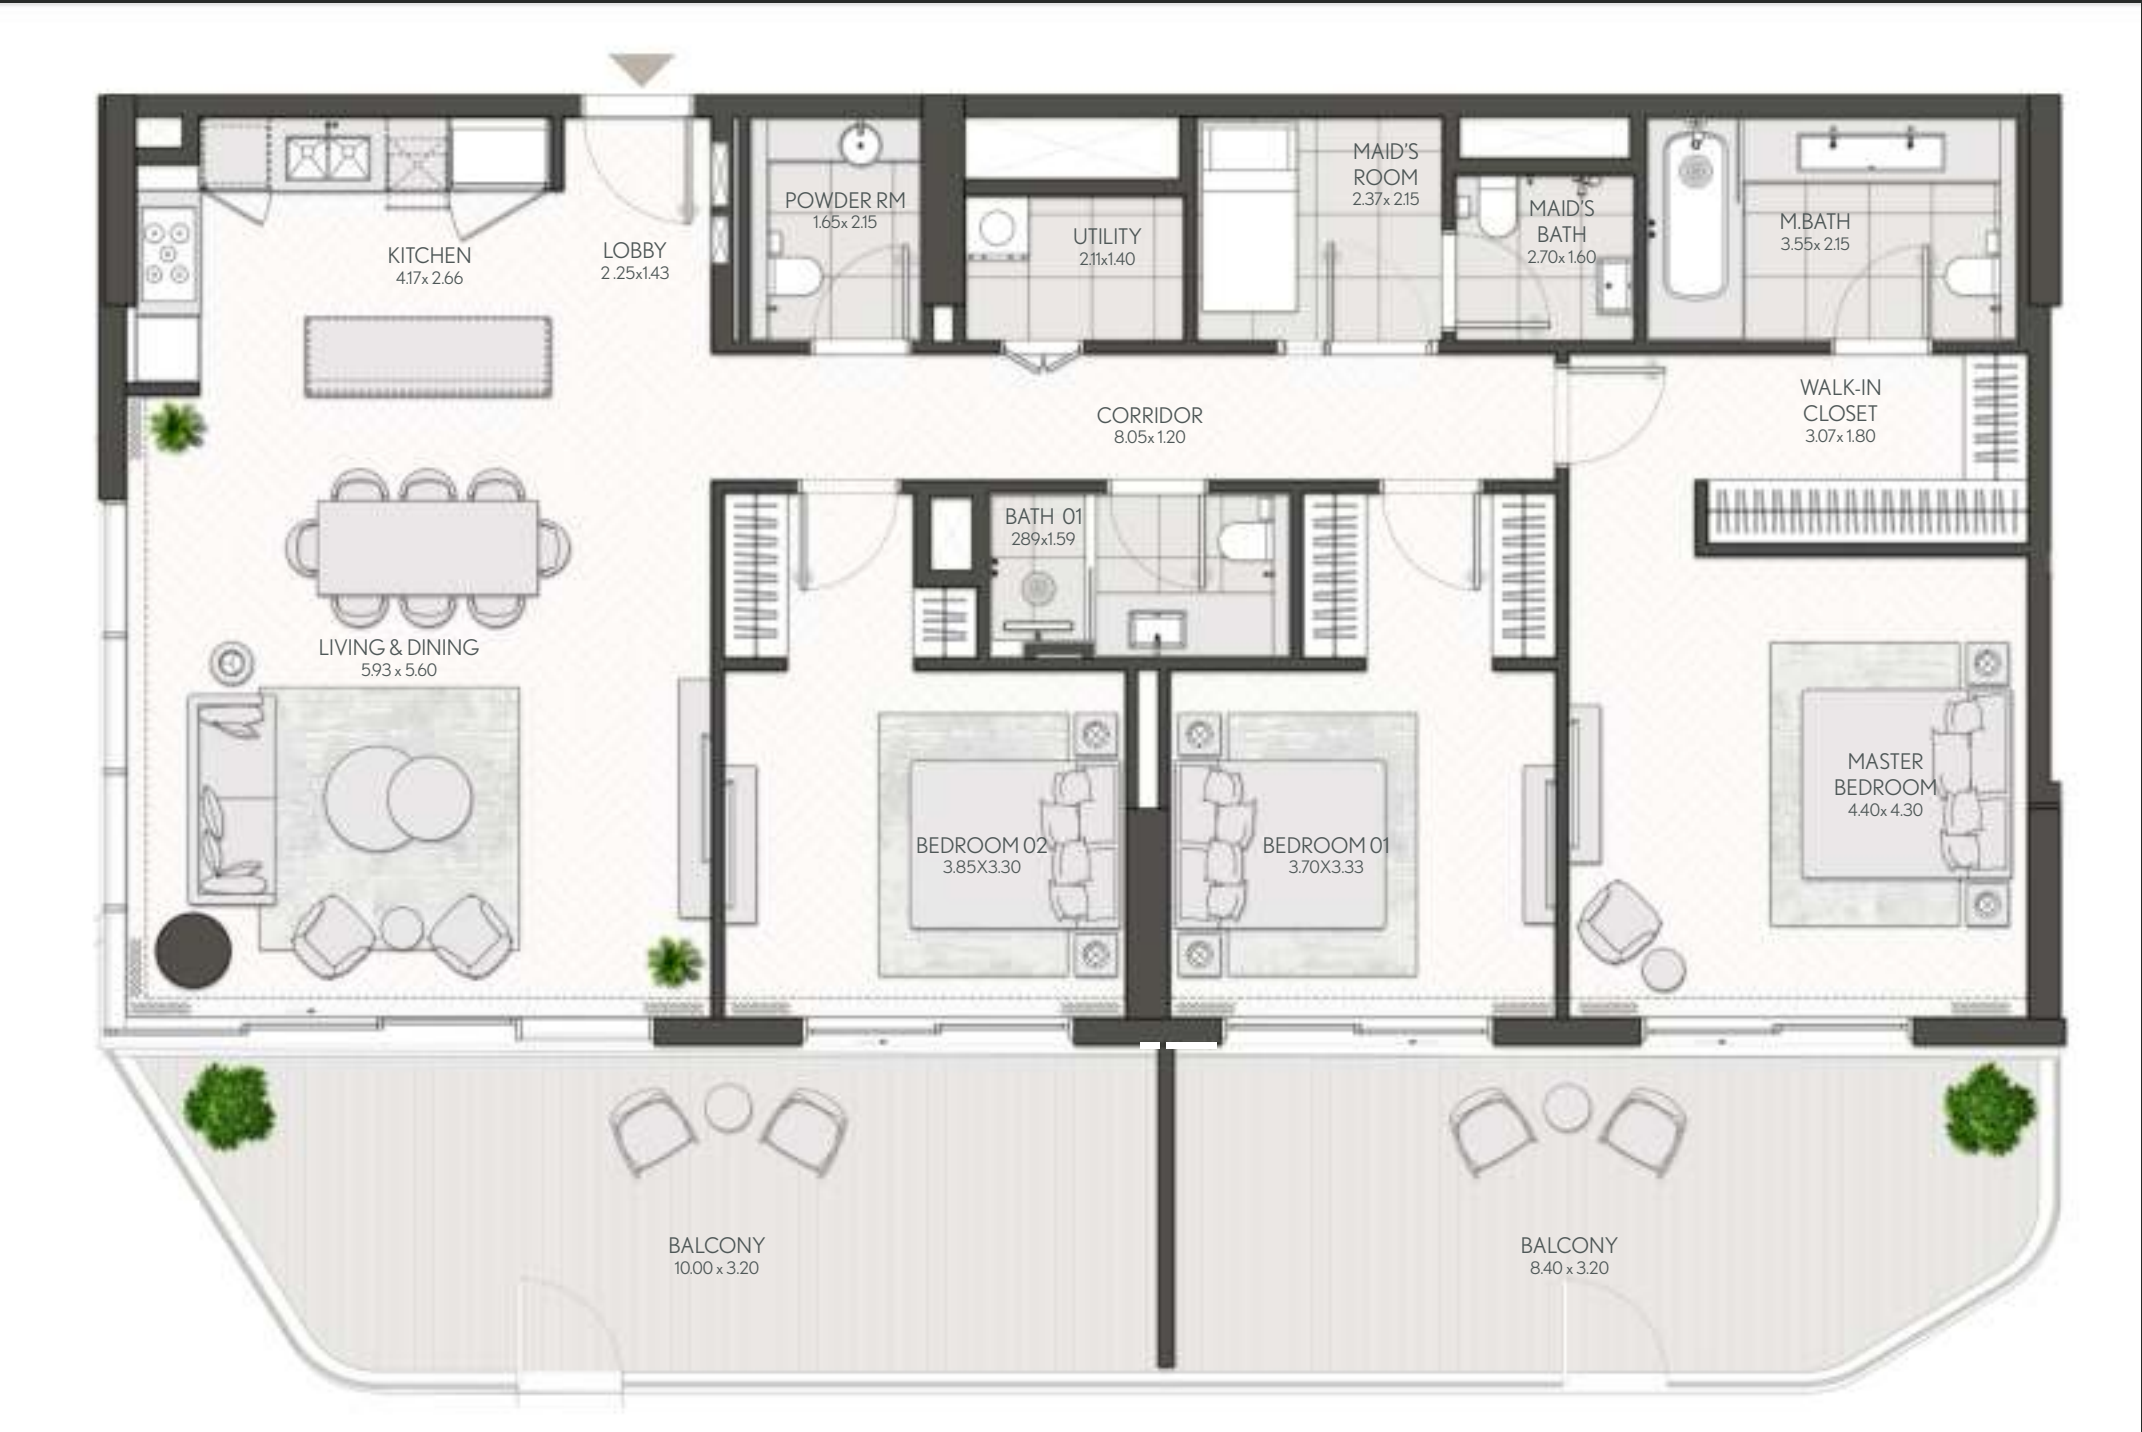 KITCHEN
4.17x 2.66
LOBBY
2 .25x1.43
POWDER RM
1.65x 2.15
UTILITY
2.11x1.40
MAID'S
ROOM
2.37x 2.15
MAID'S
BATH
2.70x 1.60
M.BATH
3.55x 2.15
CORRIDOR
8.05x 1.20
WALK-IN
CLOSET
3.07x 1.80
BATH 01
289x1.59
LIVING & DINING
5.93 x 5.60
BEDROOM 02
3.85X3.30
BEDROOM 01
3.70X3.33
MASTER
BEDROOM
4.40x 4.30
BALCONY
10.00 x 3.20
BALCONY
8.40 x 3.20